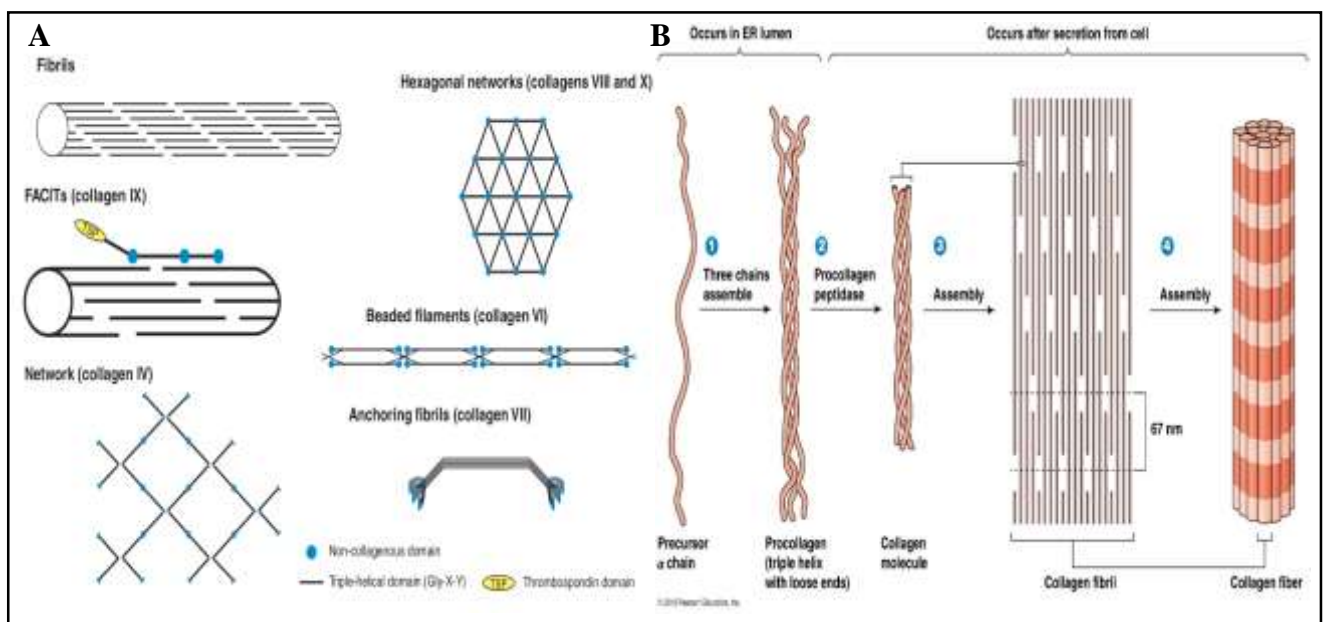 A
Fibrils
Hexagonal networks (collagens VIII and X)
FACITs (collagen IX)
TSP
Beaded filaments (collagen VI)
Network (collagen IV)
Anchoring fibrils (collagen VII)
Non-collagenous domain
Triple-helical domain (Gly-X-Y)
TSP Thrombospondin domain
B
Occurs in ER lumen
Occurs after secretion from cell
1
Three chains
assemble
2
Procollagen
peptidase
3
Assembly
4
Assembly
67 nm
Precursor
α chain
Procollagen
(triple helix
with loose ends)
Collagen
molecule
Collagen fibril
Collagen fiber